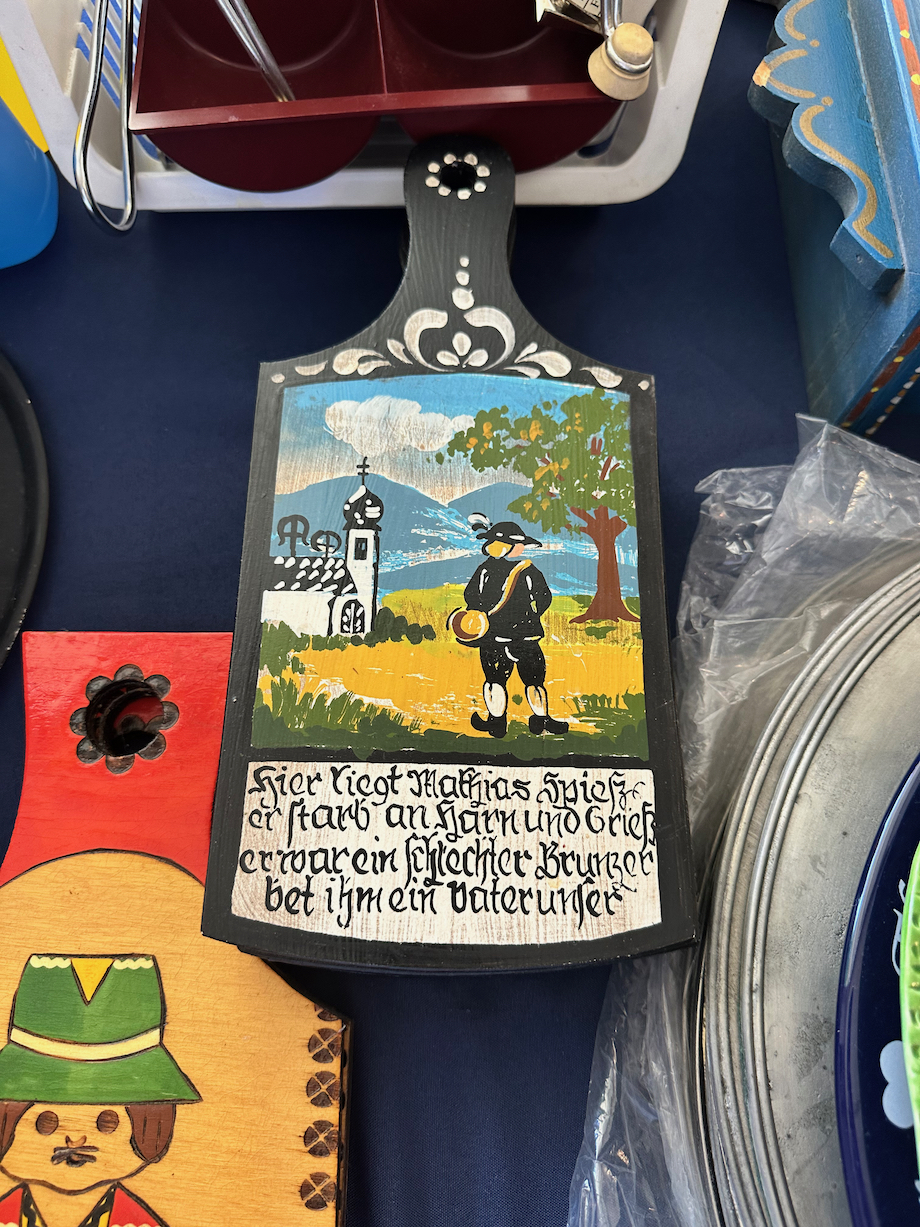 Hier liegt Mathias Spieß
er starb an Harn und Grieß
er war ein schlechter Brunzer
bet ihm ein Vaterunser